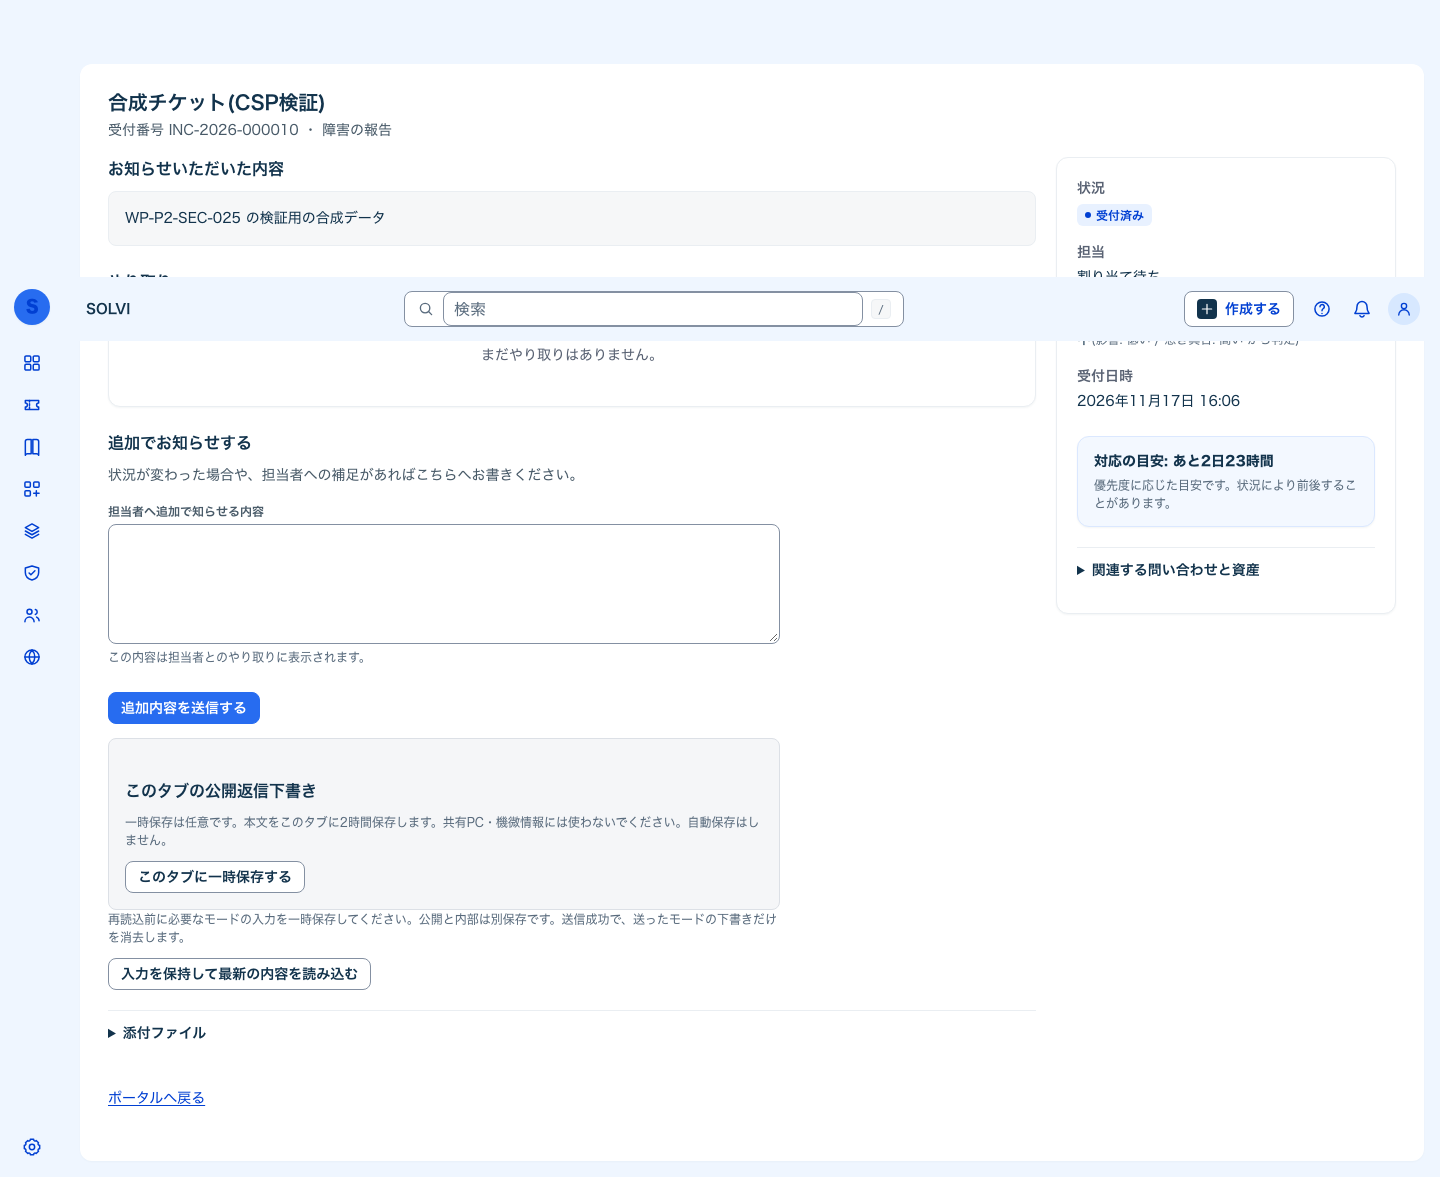 合成チケット(CSP検証)
受付番号 INC-2026-000010 ・ 障害の報告
お知らせいただいた内容
WP-P2-SEC-025 の検証用の合成データ
状況
受付済み
担当
割り当て待ち
S
SOLVI
検索
/
作成する
まだやり取りはありません。
受付日時
2026年11月17日 16:06
対応の目安: あと2日23時間
優先度に応じた目安です。状況により前後するこ
とがあります。
関連する問い合わせと資産
追加でお知らせする
状況が変わった場合や、担当者への補足があればこちらへお書きください。
担当者へ追加で知らせる内容
この内容は担当者とのやり取りに表示されます。
追加内容を送信する
このタブの公開返信下書き
一時保存は任意です。本文をこのタブに2時間保存します。共有PC・機微情報には使わないでください。自動保存はし
ません。
このタブに一時保存する
再読込前に必要なモードの入力を一時保存してください。公開と内部は別保存です。送信成功で、送ったモードの下書きだけ
を消去します。
入力を保持して最新の内容を読み込む
添付ファイル
ポータルへ戻る